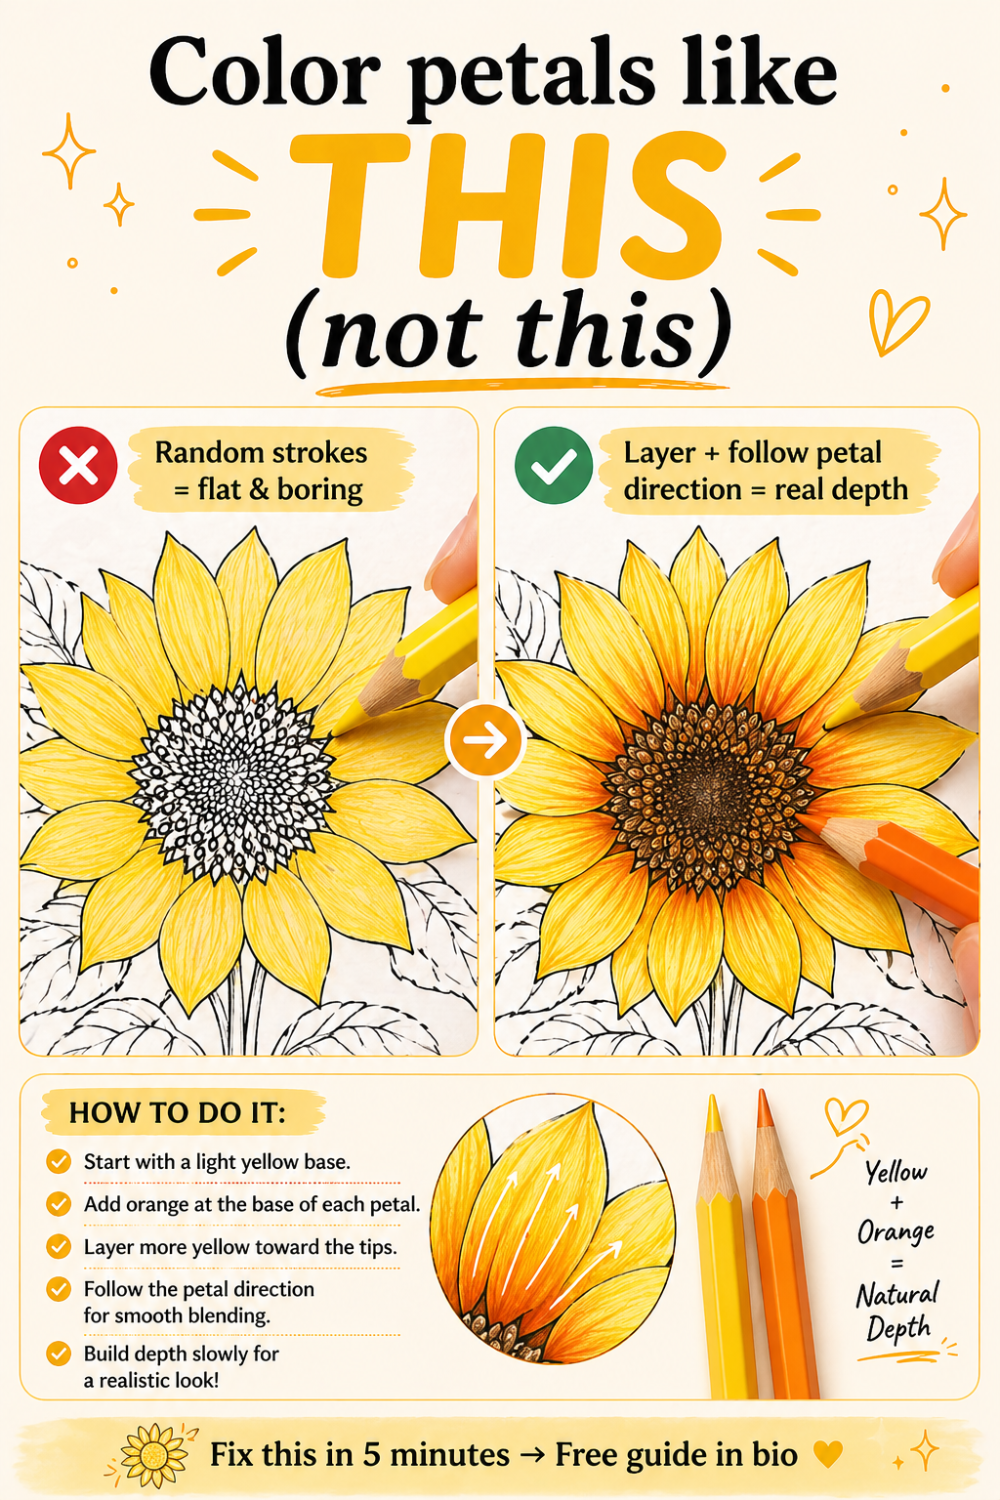 Color petals like
THIS
(not this)
Random strokes
= flat & boring
Layer + follow petal
direction = real depth
HOW TO DO IT:
Start with a light yellow base.
Add orange at the base of each petal.
Layer more yellow toward the tips.
Follow the petal direction
for smooth blending.
Build depth slowly for
a realistic look!
Yellow
+
Orange
=
Natural
Depth
Fix this in 5 minutes → Free guide in bio